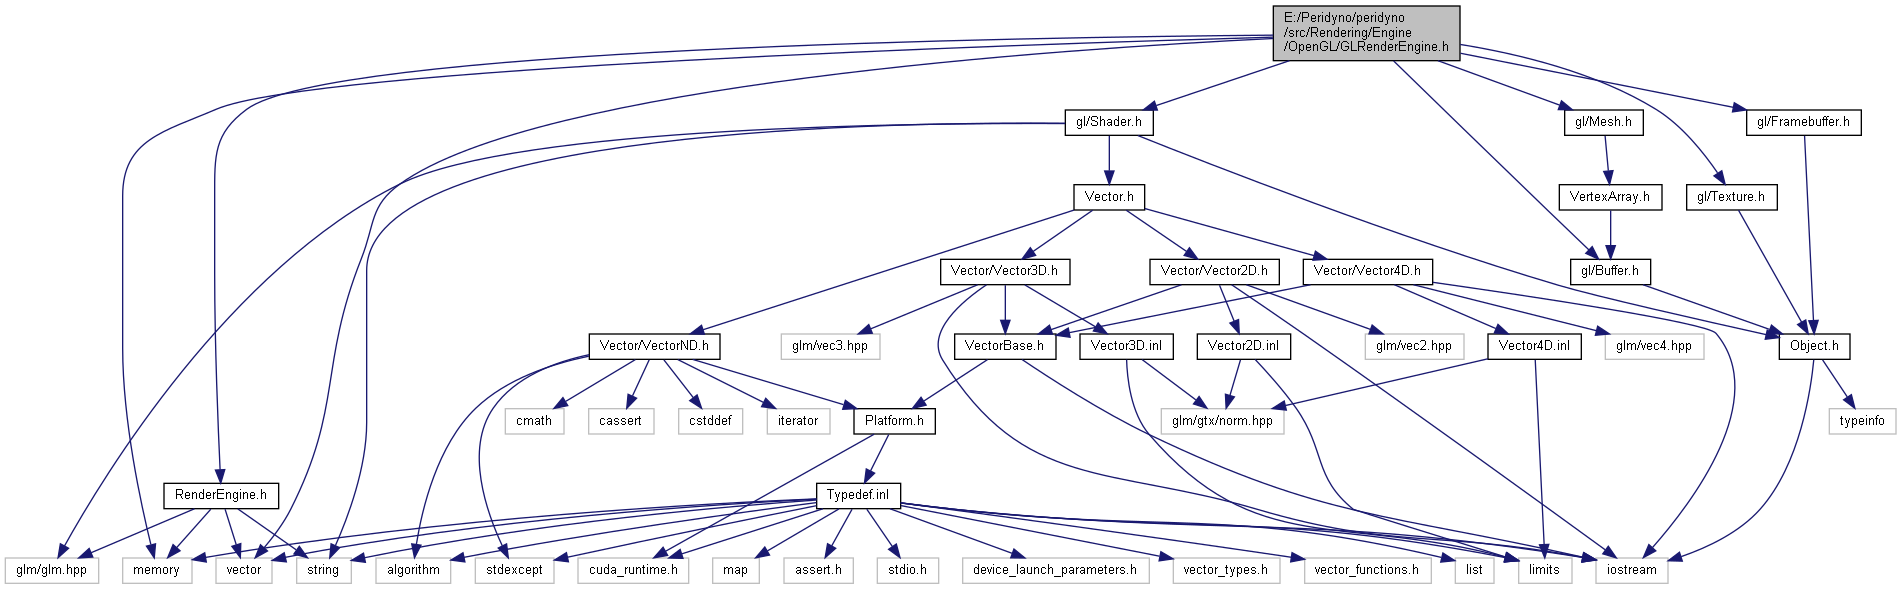 E:/Peridyno/peridyno
/src/Rendering/Engine
/OpenGL/GLRenderEngine.h
gl/Shader.h
gl/Mesh.h
gl/Framebuffer.h
Vector.h
VertexArray.h
gl/Texture.h
Vector/Vector3D.h
Vector/Vector2D.h
Vector/Vector4D.h
gl/Buffer.h
Vector/VectorND.h
glm/vec3.hpp
VectorBase.h
Vector3D.inl
Vector2D.inl
glm/vec2.hpp
Vector4D.inl
glm/vec4.hpp
Object.h
cmath
cassert
cstddef
iterator
Platform.h
glm/gtx/norm.hpp
typeinfo
RenderEngine.h
Typedef.inl
glm/glm.hpp
memory
vector
string
algorithm
stdexcept
cuda_runtime.h
map
assert.h
stdio.h
device_launch_parameters.h
vector_types.h
vector_functions.h
list
limits
iostream